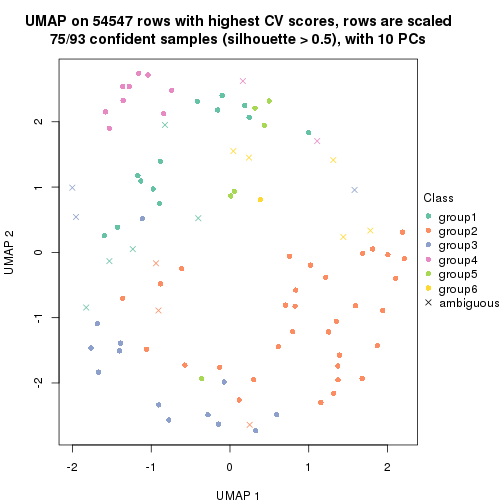 UMAP on 54547 rows with highest CV scores, rows are scaled
75/93 confident samples (silhouette > 0.5), with 10 PCs
Class
group1
group2
group3
group4
group5
group6
ambiguous
UMAP 2
2
1
0
-1
-2
-2
-1
0
1
2
UMAP 1